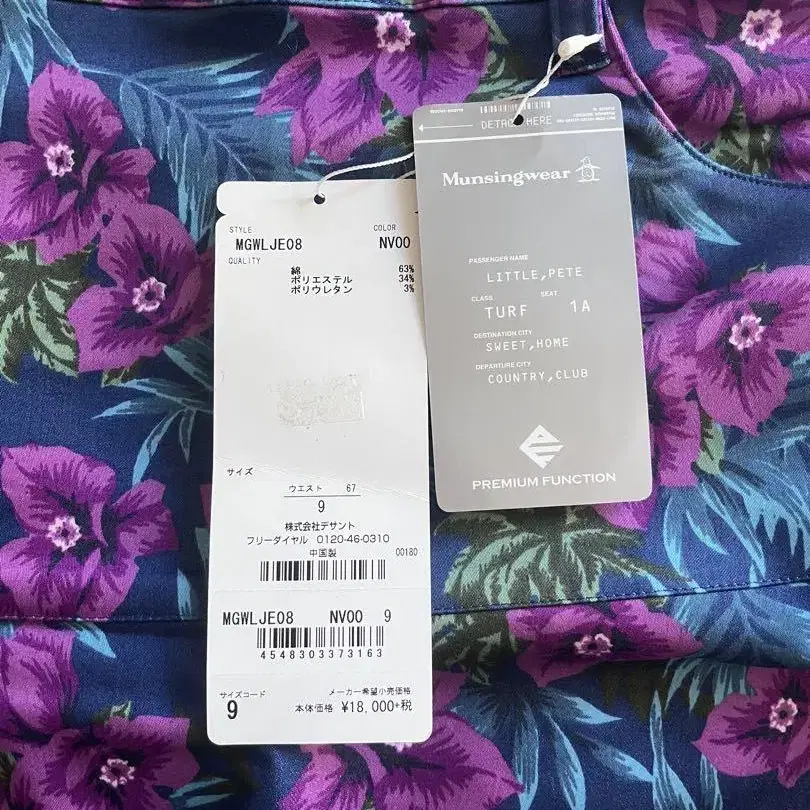 STYLE
COLOR
MGWLJE08
NV00
QUALITY
綿 63%
ポリエステル 34%
ポリウレタン 3%
サイズ
ウエスト 67
9
株式会社デサント
フリーダイヤル 0120-46-0310
中国製
00180
MGWLJE08 NV00 9
4548303373163
サイズコード
9
メーカー希望小売価格
本体価格 ¥18,000+税
DETACH HERE
Munsingwear
PASSENGER NAME
LITTLE,PETE
CLASS
SEAT
TURF
1A
DESTINATION CITY
SWEET,HOME
DEPARTURE CITY
COUNTRY,CLUB
PREMIUM FUNCTION